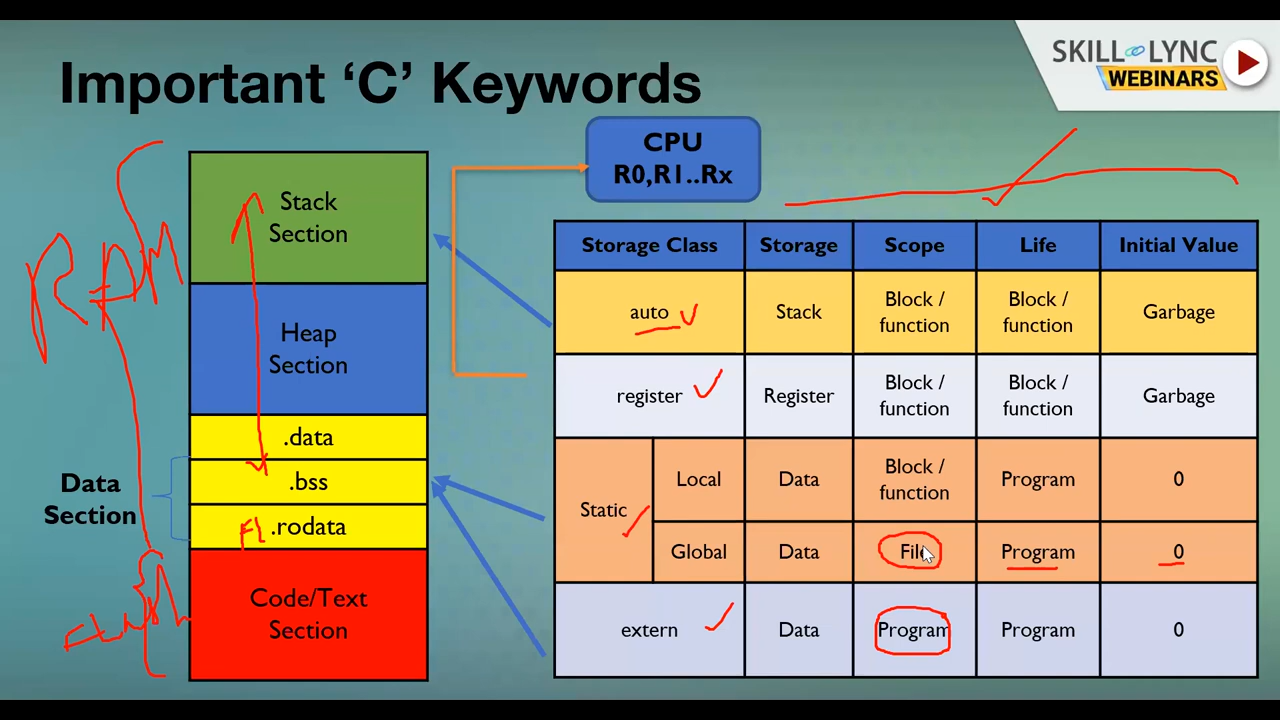 Important ‘C’ Keywords
SKILL LYNC
WEBINARS
CPU
R0,R1..Rx
Stack
Section
Heap
Section
.data
.bss
.rodata
Code/Text
Section
Data
Section
RAM
Fl
Flash
Storage Class Storage Scope Life Initial Value
auto Stack Block / function Block / function Garbage
register Register Block / function Block / function Garbage
Static Local Data Block / function Program 0
Global Data File Program 0
extern Data Program Program 0